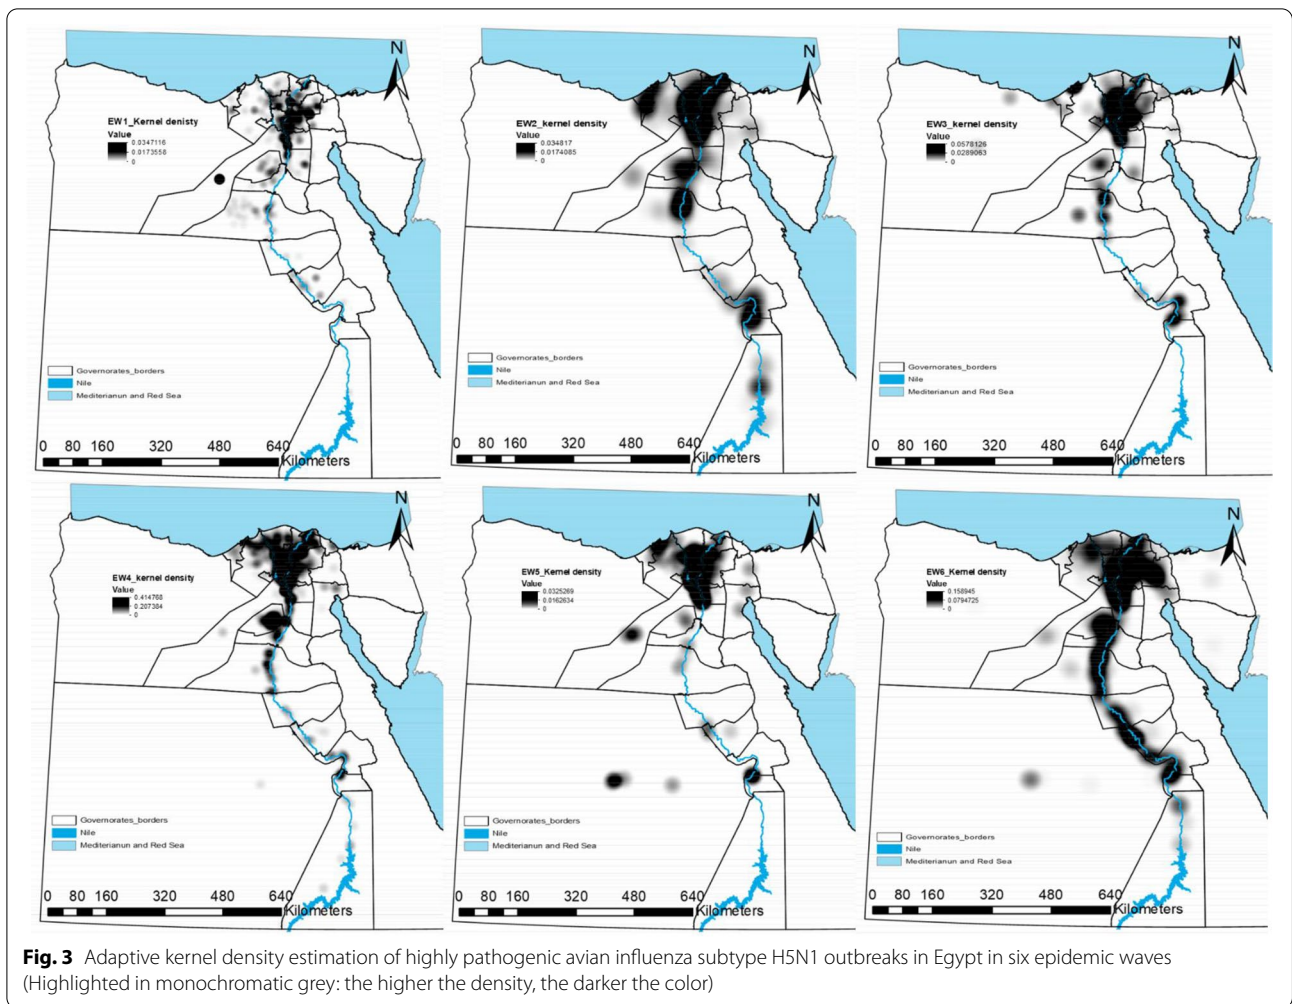 N
EW1_Kernel denisty
Value
0.0347116
0.0173558
0
Governorates_borders
Nile
Mediterianun and Red Sea
0 80 160 320 480 640
Kilometers
N
EW2_kernel density
Value
0.034817
0.0174085
0
Governorates_borders
Nile
Mediterianun and Red Sea
0 80 160 320 480 640
Kilometers
N
EW3_kernel density
Value
0.0578126
0.0289063
0
Governorates_borders
Nile
Mediterianun and Red Sea
0 80 160 320 480 640
Kilometers
N
EW4_kernel density
Value
0.414768
0.207384
0
Governorates_borders
Nile
Mediterianun and Red Sea
0 80 160 320 480 640
Kilometers
N
EW5_Kemel density
Value
0.0325269
0.0162634
0
Governorates_borders
Nile
Mediterianun and Red Sea
0 80 160 320 480 640
Kilometers
N
EW6_Kemel density
Value
0.158945
0.0794725
0
Governorates_borders
Nile
Mediterianun and Red Sea
0 80 160 320 480 640
Kilometers
Fig. 3 Adaptive kernel density estimation of highly pathogenic avian influenza subtype H5N1 outbreaks in Egypt in six epidemic waves
(Highlighted in monochromatic grey: the higher the density, the darker the color)